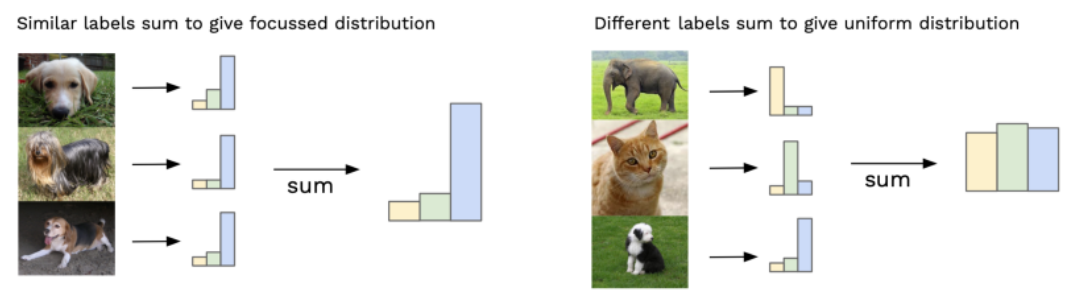 Similar labels sum to give focussed distribution
sum
Different labels sum to give uniform distribution
sum